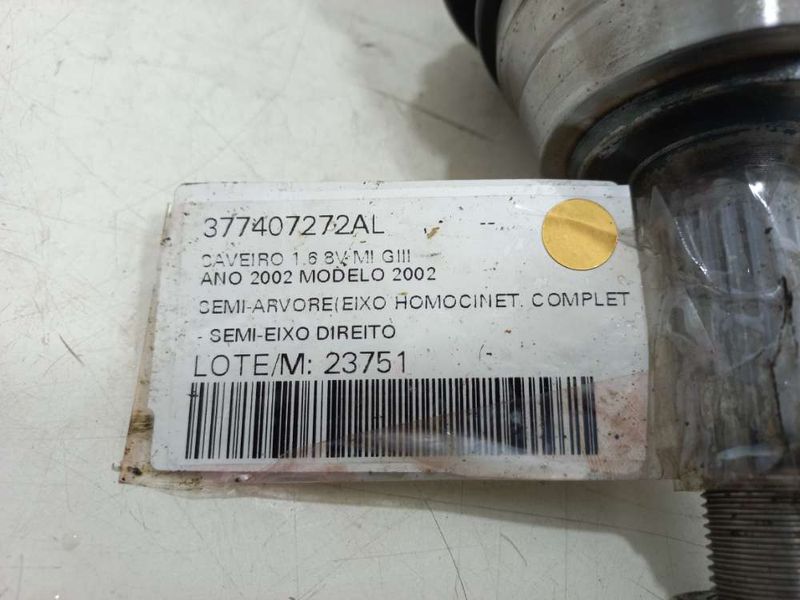 377407272AL --
SAVEIRO 1.6 8V MI GIII
ANO 2002 MODELO 2002
SEMI-ARVORE(EIXO HOMOCINET. COMPLET
- SEMI-EIXO DIREITO
LOTE/M: 23751